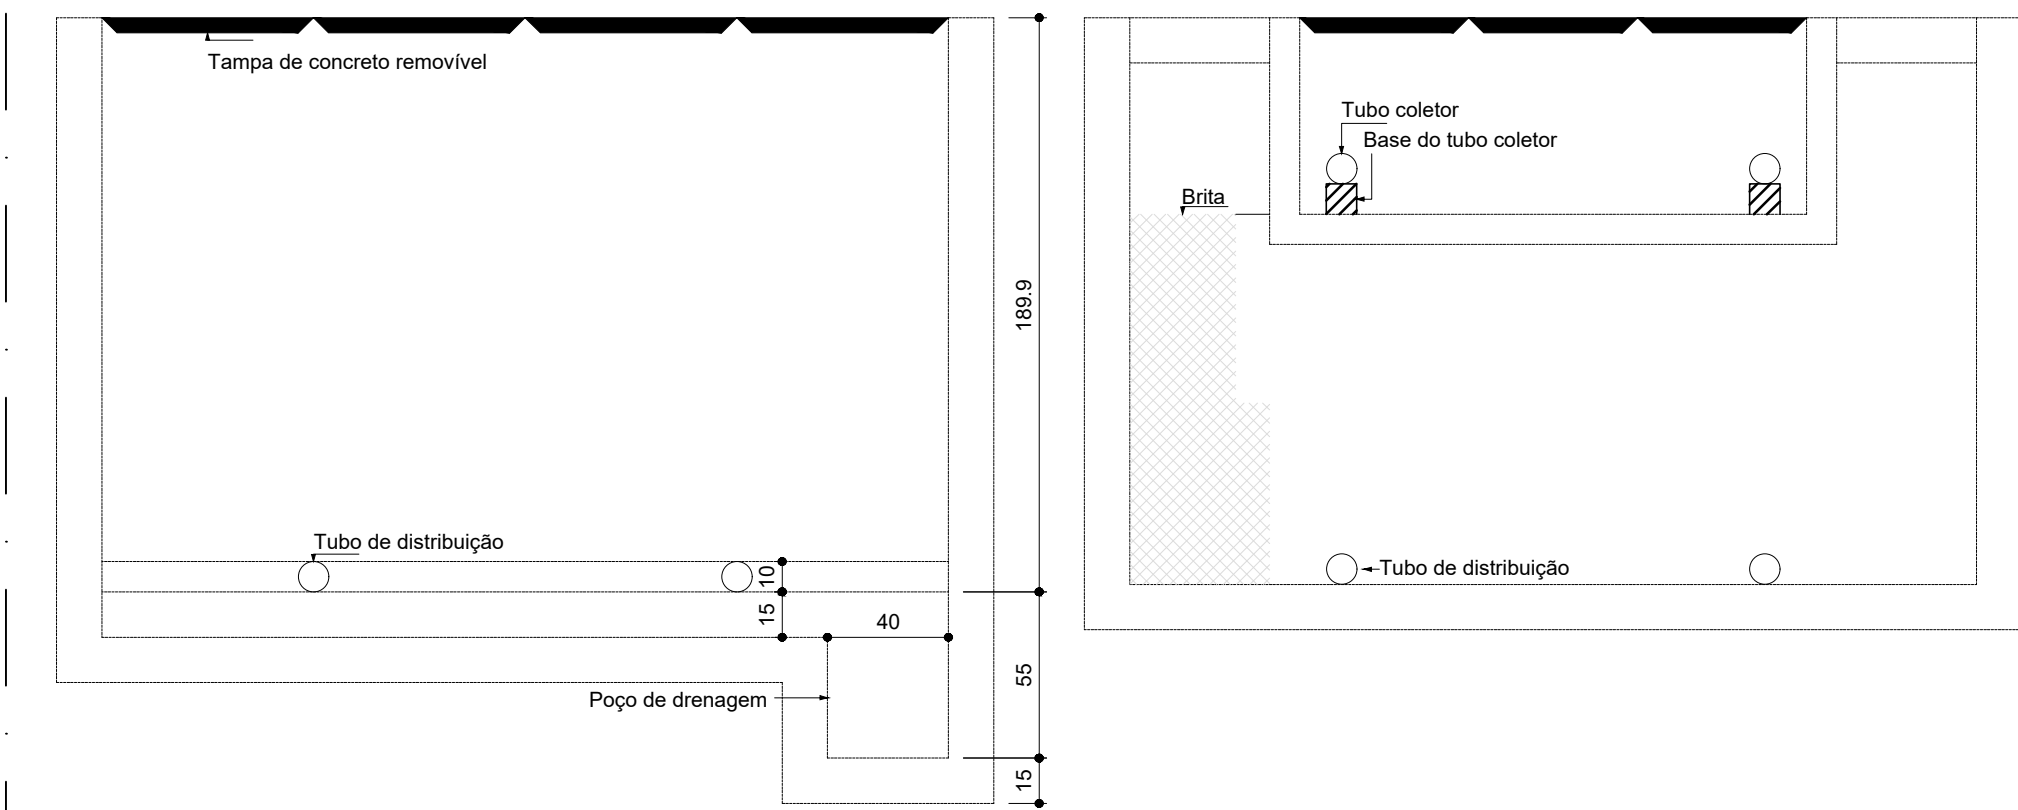 Tampa de concreto removível
Tubo coletor
Base do tubo coletor
Brita
189.9
Tubo de distribuição
Tubo de distribuição
10
15
40
55
Poço de drenagem
15